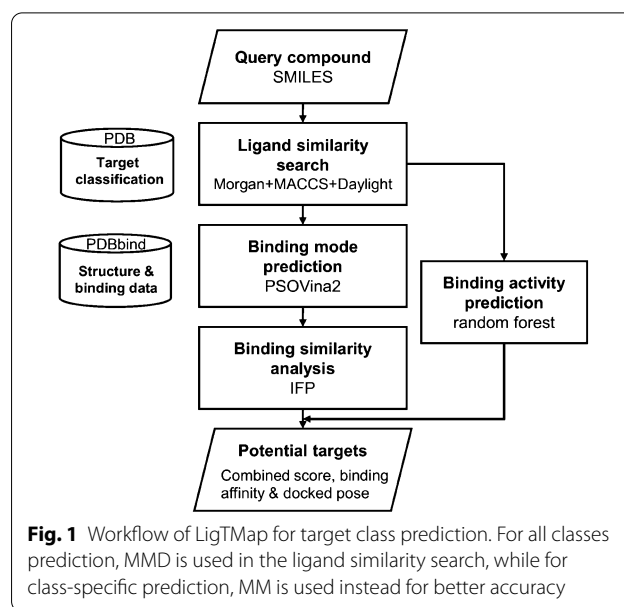 Query compound
SMILES
PDB
Target
classification
Ligand similarity
search
Morgan+MACCS+Daylight
PDBbind
Structure &
binding data
Binding mode
prediction
PSOVina2
Binding activity
prediction
random forest
Binding similarity
analysis
IFP
Potential targets
Combined score, binding
affinity & docked pose
Fig. 1 Workflow of LigTMap for target class prediction. For all classes
prediction, MMD is used in the ligand similarity search, while for
class-specific prediction, MM is used instead for better accuracy